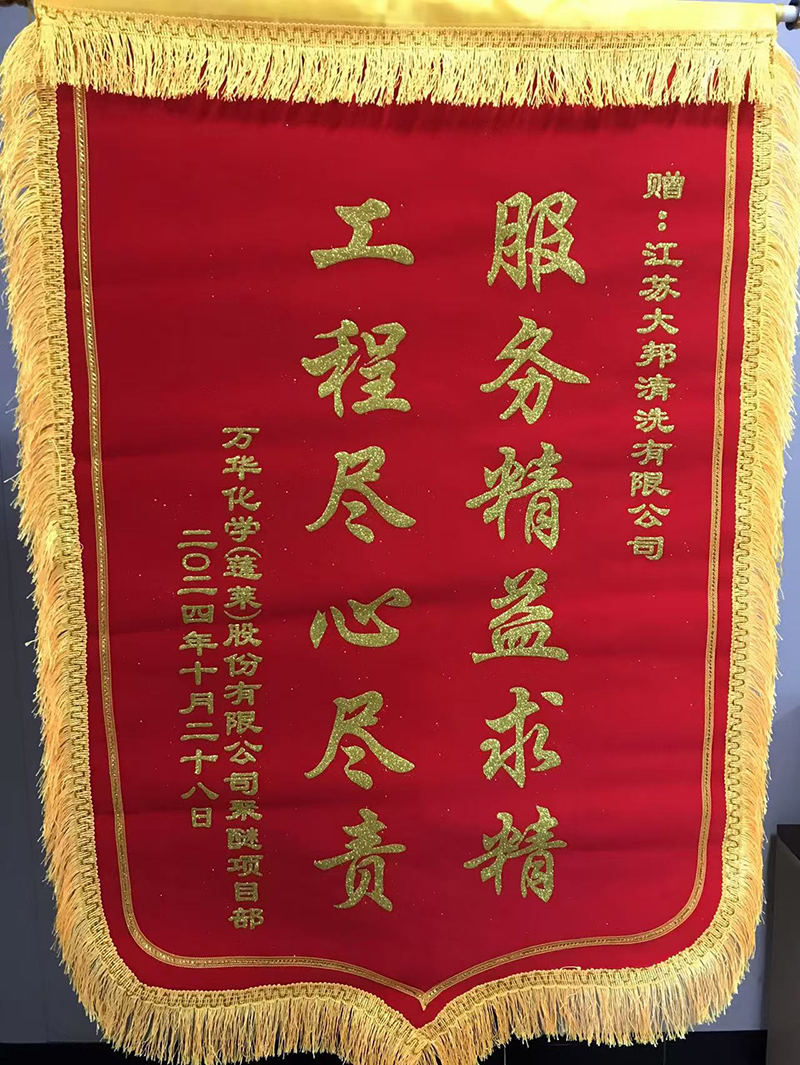 赠：江苏大邦清洗有限公司
服务精益求精
工程尽心尽责
万华化学(蓬莱)股份有限公司聚醚项目部
二〇二四年十月二十八日